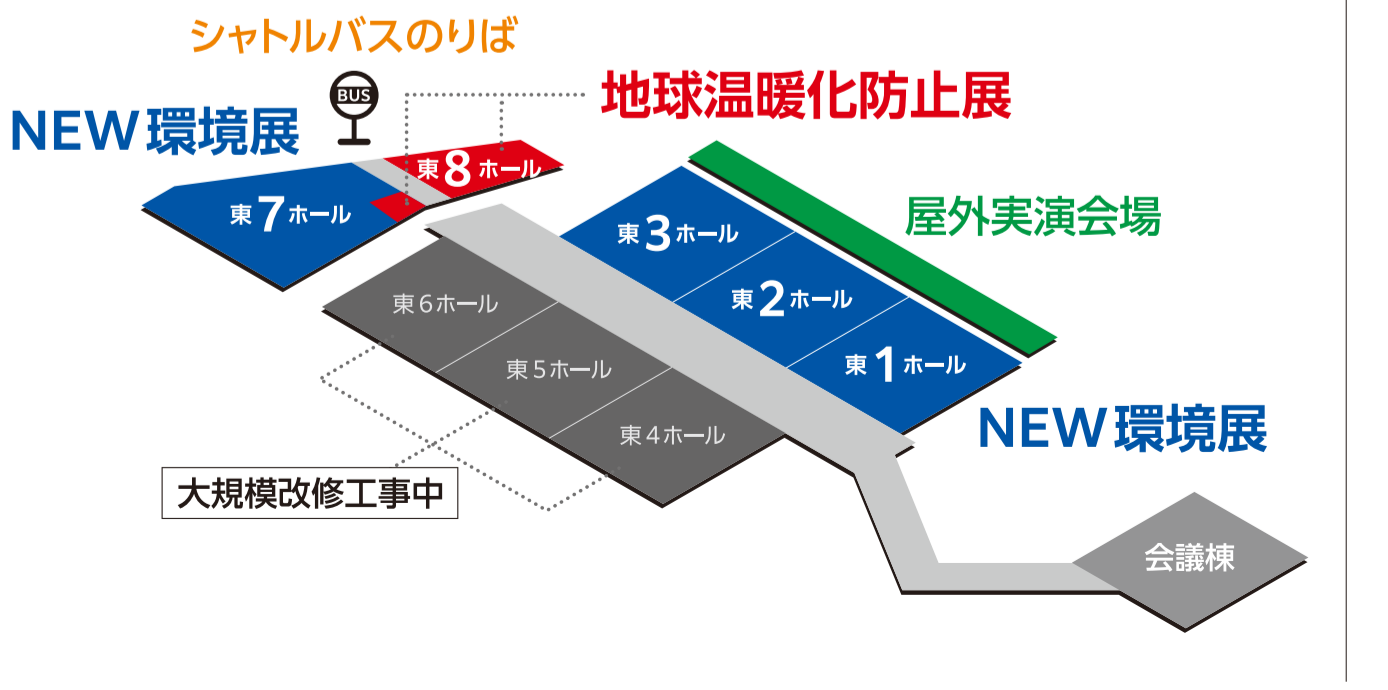 シャトルバスのりば
BUS
NEW環境展
地球温暖化防止展
東8ホール
東7ホール
屋外実演会場
東3ホール
東2ホール
東1ホール
東6ホール
東5ホール
東4ホール
NEW環境展
大規模改修工事中
会議棟